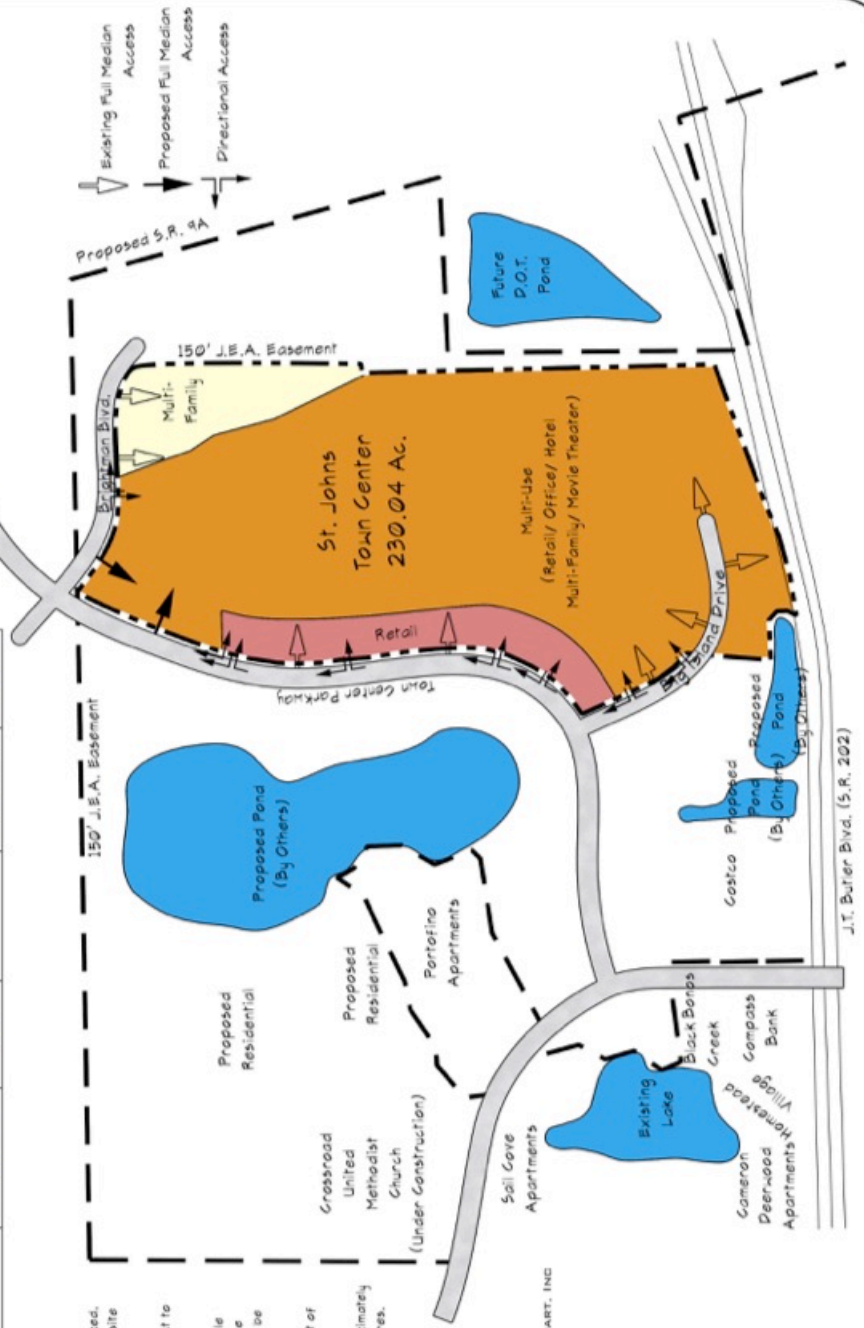 Existing Full Median
Access
Proposed Full Median
Access
Directional Access
Proposed S.R. 9A
150' J.E.A. Easement
150' J.E.A. Easement
Brightman Blvd.
Multi-
Family
St. Johns
Town Center
230.04 Ac.
Multi-Use
(Retail/ Office/ Hotel
Multi-Family/ Movie Theater)
Retail
Town Center Parkway
Big Island Drive
Future
D.O.T.
Pond
Proposed Pond
(By Others)
Proposed
Residential
Proposed
Residential
Portofino
Apartments
Crossroad
United
Methodist
Church
(Under Construction)
Sail Cove
Apartments
Existing
Lake
Black Bonos
Creek
Compass
Bank
Homestead
Village
Cameron
Deerwood
Apartments
Costco
Proposed
Pond
(By Others)
Proposed
Pond
(By Others)
J.T. Butler Blvd. (S.R. 202)
ART, INC